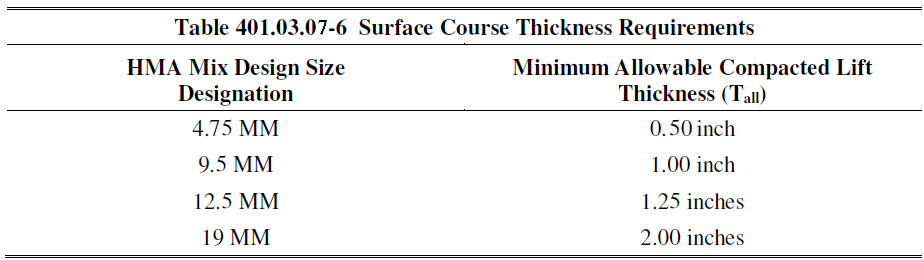 Table 401.03.07-6 Surface Course Thickness Requirements
HMA Mix Design Size Designation Minimum Allowable Compacted Lift Thickness (Tall)
4.75 MM 0.50 inch
9.5 MM 1.00 inch
12.5 MM 1.25 inches
19 MM 2.00 inches